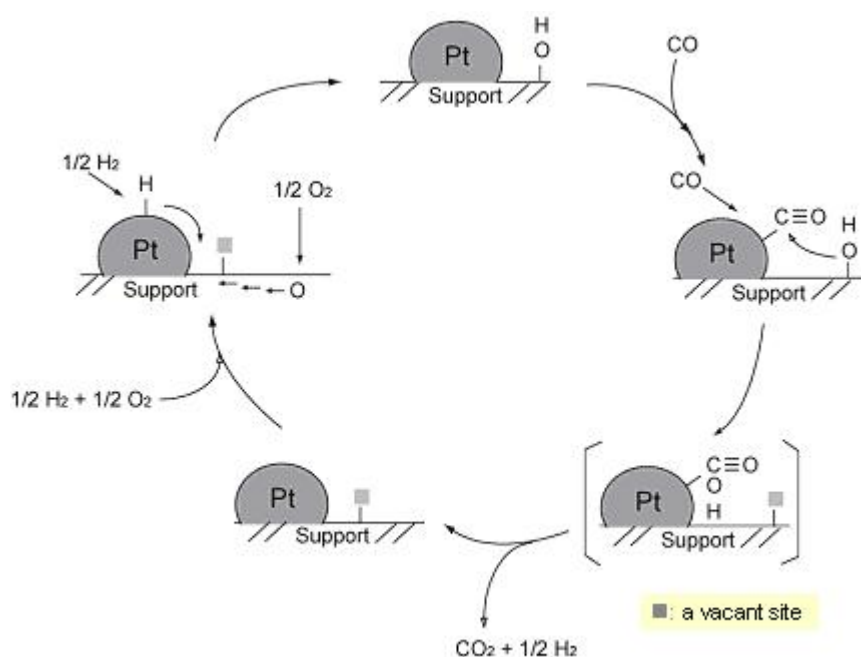 H
O
Pt
Support
CO
CO
C≡O
H
O
Pt
Support
C≡O
O
H
Pt
Support
■: a vacant site
CO₂ + 1/2 H₂
Pt
Support
1/2 H₂ + 1/2 O₂
1/2 H₂
H
1/2 O₂
Pt
O
Support